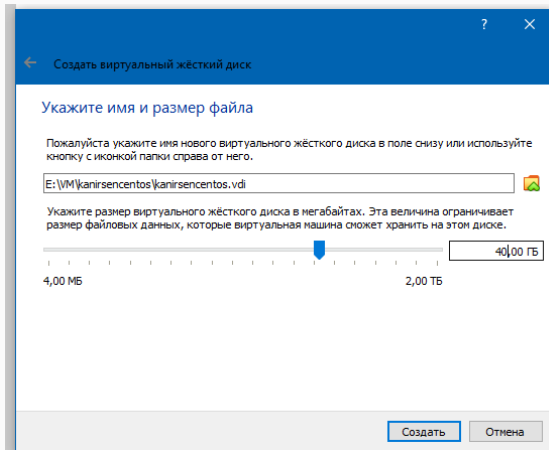 ?
Создать виртуальный жёсткий диск
Укажите имя и размер файла
Пожалуйста укажите имя нового виртуального жёсткого диска в поле снизу или используйте
кнопку с иконкой папки справа от него.
E:\VM\kanirsencentos\kanirsencentos.vdi
Укажите размер виртуального жёсткого диска в мегабайтах. Эта величина ограничивает
размер файловых данных, которые виртуальная машина сможет хранить на этом диске.
40,00 ГБ
4,00 МБ 2,00 ТБ
Создать Отмена